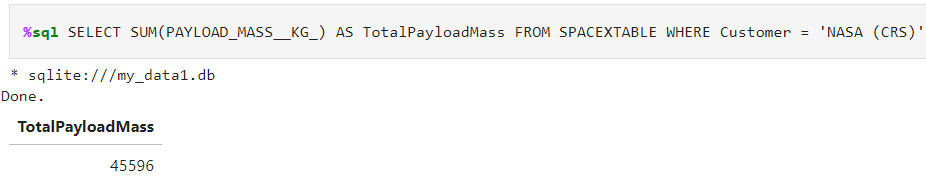 %sql SELECT SUM(PAYLOAD_MASS__KG_) AS TotalPayloadMass FROM SPACEXTABLE WHERE Customer = 'NASA (CRS)'
* sqlite:///my_data1.db
Done.
TotalPayloadMass
45596